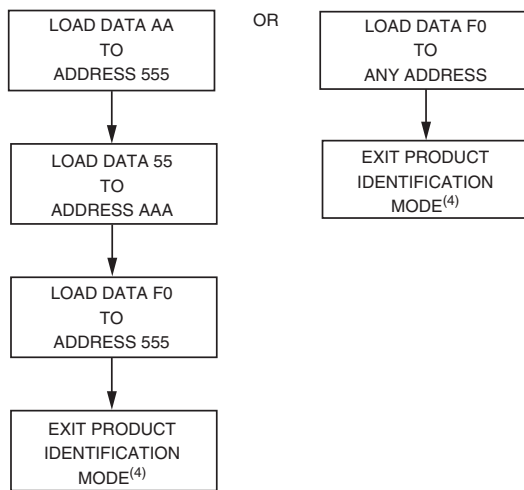 LOAD DATA AA
TO
ADDRESS 555
LOAD DATA 55
TO
ADDRESS AAA
LOAD DATA F0
TO
ADDRESS 555
EXIT PRODUCT
IDENTIFICATION
MODE(4)
OR
LOAD DATA F0
TO
ANY ADDRESS
EXIT PRODUCT
IDENTIFICATION
MODE(4)